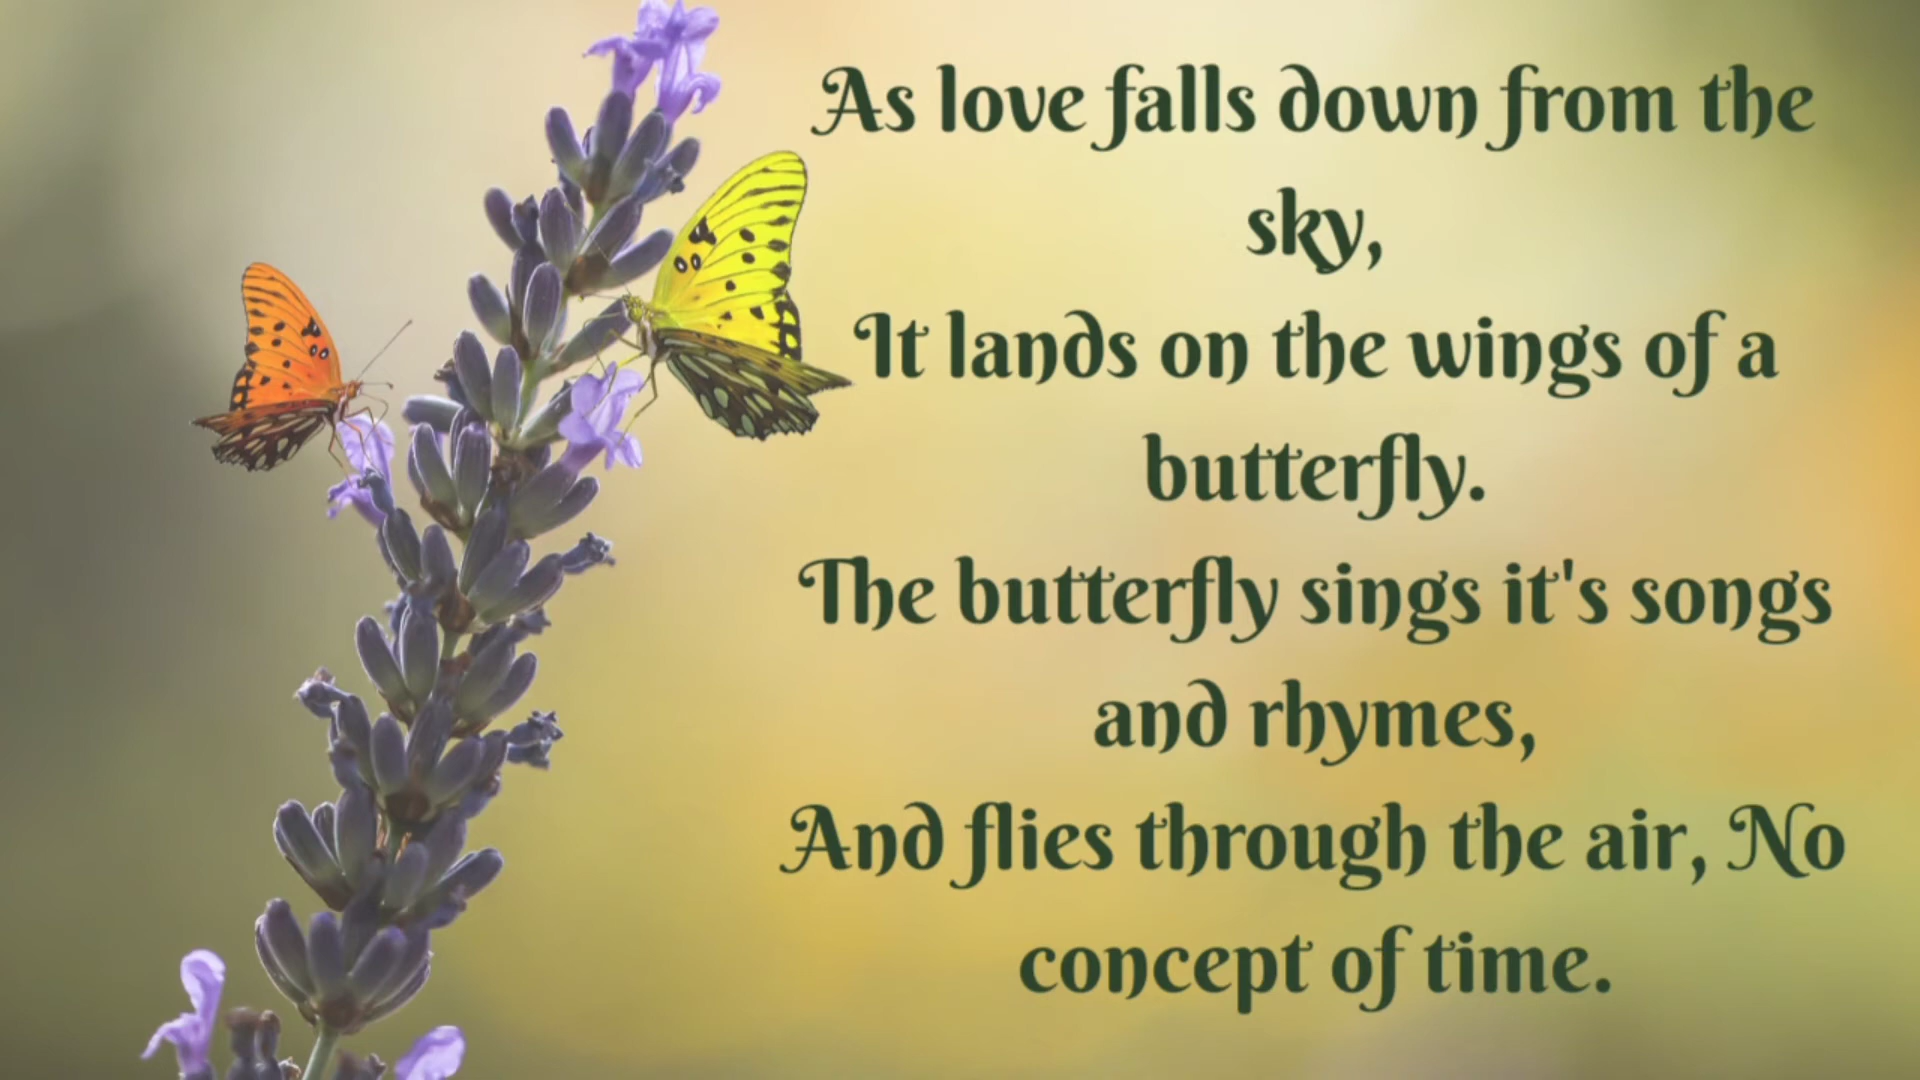 As love falls down from the
sky,
It lands on the wings of a
butterfly.
The butterfly sings it's songs
and rhymes,
And flies through the air, No
concept of time.